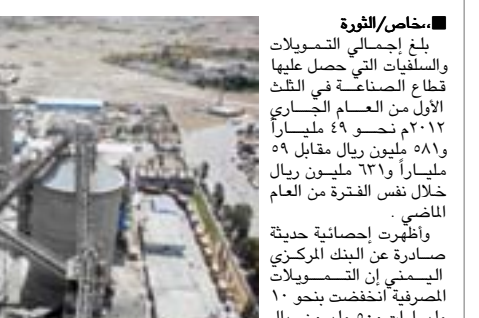 ■،،خاص/الثورة
بلغ إجمالي التمويلات
والسلفيات التي حصل عليها
قطاع الصناعة في الثلث
الأول من العام الجاري
٢٠١٢م نحو ٤٩ ملياراً
و٥٨١ مليون ريال مقابل ٥٩
ملياراً و٦٣١ مليون ريال
خلال نفس الفترة من العام
الماضي .
وأظهرت إحصائية حديثة
صادرة عن البنك المركزي
اليمني إن التمويلات
المصرفية انخفضت بنحو ١٠